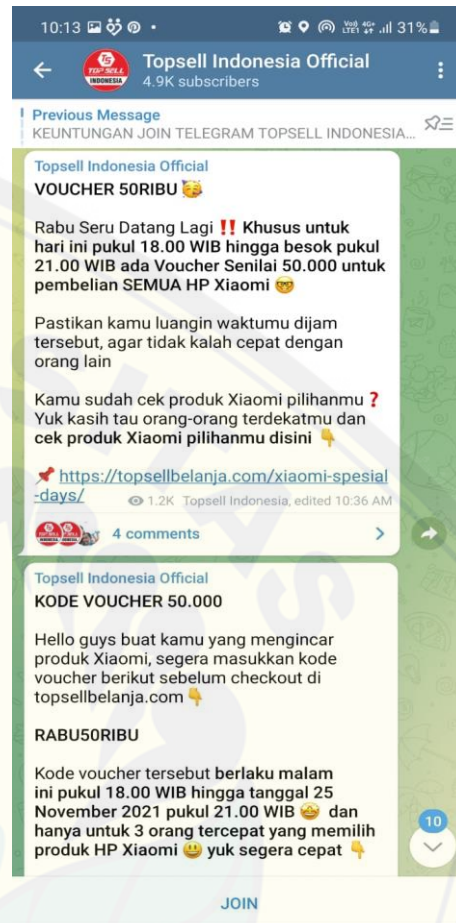 10:13
Vo)) 4G+
LTE1
31%
TOP SELL
INDONESIA
Topsell Indonesia Official
4.9K subscribers
Previous Message
KEUNTUNGAN JOIN TELEGRAM TOPSELL INDONESIA...
Topsell Indonesia Official
VOUCHER 50RIBU 🥳
Rabu Seru Datang Lagi ‼️ Khusus untuk
hari ini pukul 18.00 WIB hingga besok pukul
21.00 WIB ada Voucher Senilai 50.000 untuk
pembelian SEMUA HP Xiaomi 🤓
Pastikan kamu luangin waktumu dijam
tersebut, agar tidak kalah cepat dengan
orang lain
Kamu sudah cek produk Xiaomi pilihanmu ❓
Yuk kasih tau orang-orang terdekatmu dan
cek produk Xiaomi pilihanmu disini 👇
📌 https://topsellbelanja.com/xiaomi-spesial
-days/
1.2K Topsell Indonesia, edited 10:36 AM
4 comments
Topsell Indonesia Official
KODE VOUCHER 50.000
Hello guys buat kamu yang mengincar
produk Xiaomi, segera masukkan kode
voucher berikut sebelum checkout di
topsellbelanja.com 👇
RABU50RIBU
Kode voucher tersebut berlaku malam
ini pukul 18.00 WIB hingga tanggal 25
November 2021 pukul 21.00 WIB 🤩 dan
hanya untuk 3 orang tercepat yang memilih
produk HP Xiaomi 😃 yuk segera cepat 👇
10
JOIN